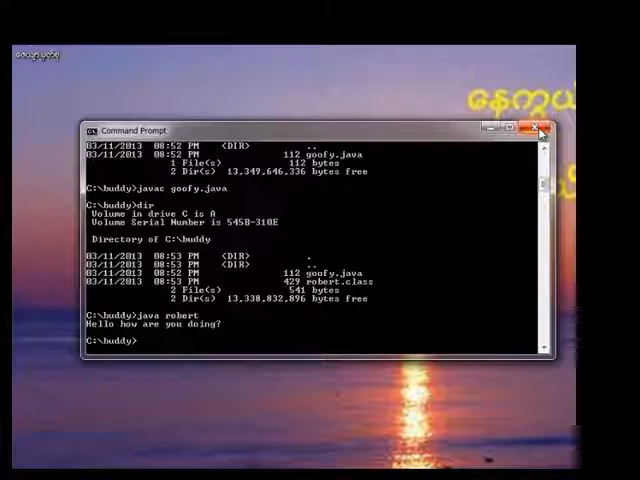 Command Prompt
03/11/2013  08:52 PM    <DIR>          ..
03/11/2013  08:52 PM               112 goofy.java
               1 File(s)            112 bytes
               2 Dir(s)  13,349,646,336 bytes free
C:\buddy>javac goofy.java
C:\buddy>dir
 Volume in drive C is A
 Volume Serial Number is 545B-310E
 Directory of C:\buddy
03/11/2013  08:53 PM    <DIR>          .
03/11/2013  08:53 PM    <DIR>          ..
03/11/2013  08:52 PM               112 goofy.java
03/11/2013  08:53 PM               429 robert.class
               2 File(s)            541 bytes
               2 Dir(s)  13,338,832,896 bytes free
C:\buddy>java robert
Hello how are you doing?
C:\buddy>